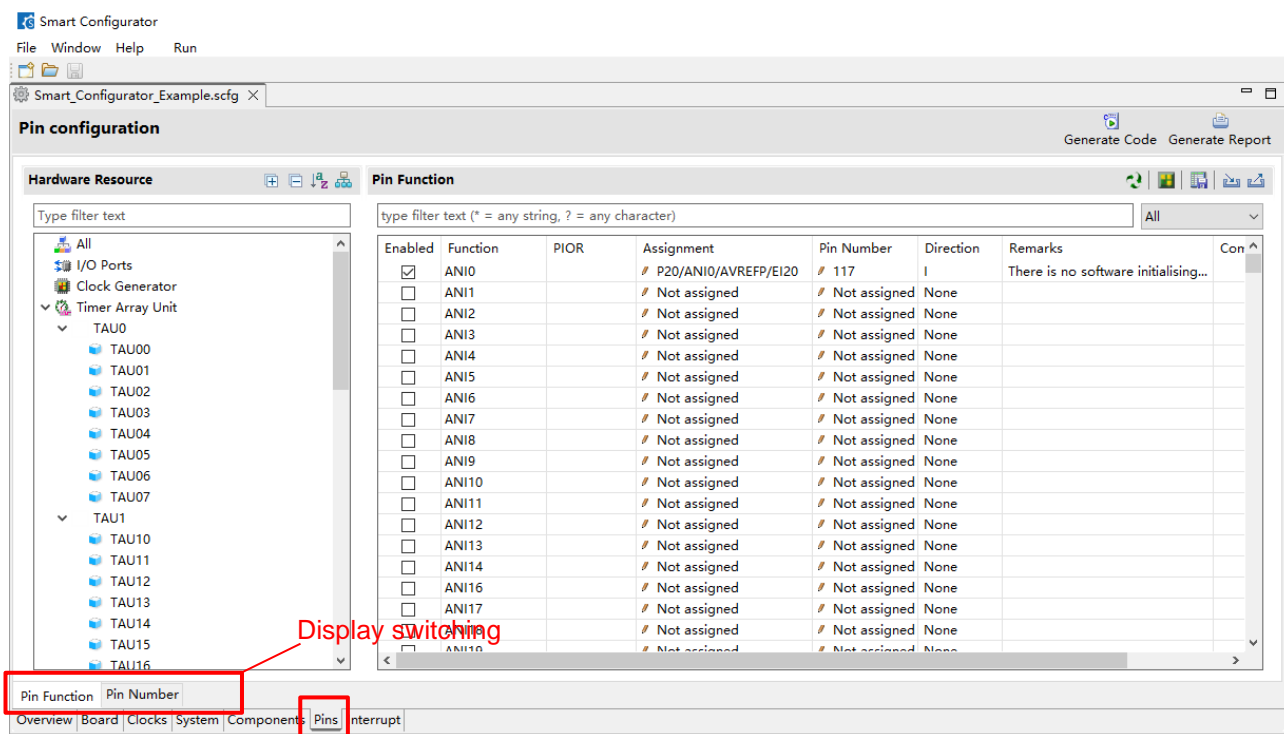 Smart Configurator
File Window Help Run
Smart_Configurator_Example.scfg
Pin configuration
Generate Code Generate Report
Hardware Resource
Type filter text
All
I/O Ports
Clock Generator
Timer Array Unit
TAU0
TAU00
TAU01
TAU02
TAU03
TAU04
TAU05
TAU06
TAU07
TAU1
TAU10
TAU11
TAU12
TAU13
TAU14
TAU15
TAU16
Pin Function
type filter text (* = any string, ? = any character) All
Enabled Function PIOR Assignment Pin Number Direction Remarks Com
ANI0 P20/ANI0/AVREFP/EI20 117 I There is no software initialising...
ANI1 Not assigned Not assigned None
ANI2 Not assigned Not assigned None
ANI3 Not assigned Not assigned None
ANI4 Not assigned Not assigned None
ANI5 Not assigned Not assigned None
ANI6 Not assigned Not assigned None
ANI7 Not assigned Not assigned None
ANI8 Not assigned Not assigned None
ANI9 Not assigned Not assigned None
ANI10 Not assigned Not assigned None
ANI11 Not assigned Not assigned None
ANI12 Not assigned Not assigned None
ANI13 Not assigned Not assigned None
ANI14 Not assigned Not assigned None
ANI16 Not assigned Not assigned None
ANI17 Not assigned Not assigned None
ANI18 Not assigned Not assigned None
ANI19 Not assigned Not assigned None
Display switching
Pin Function Pin Number
Overview Board Clocks System Components Pins Interrupt